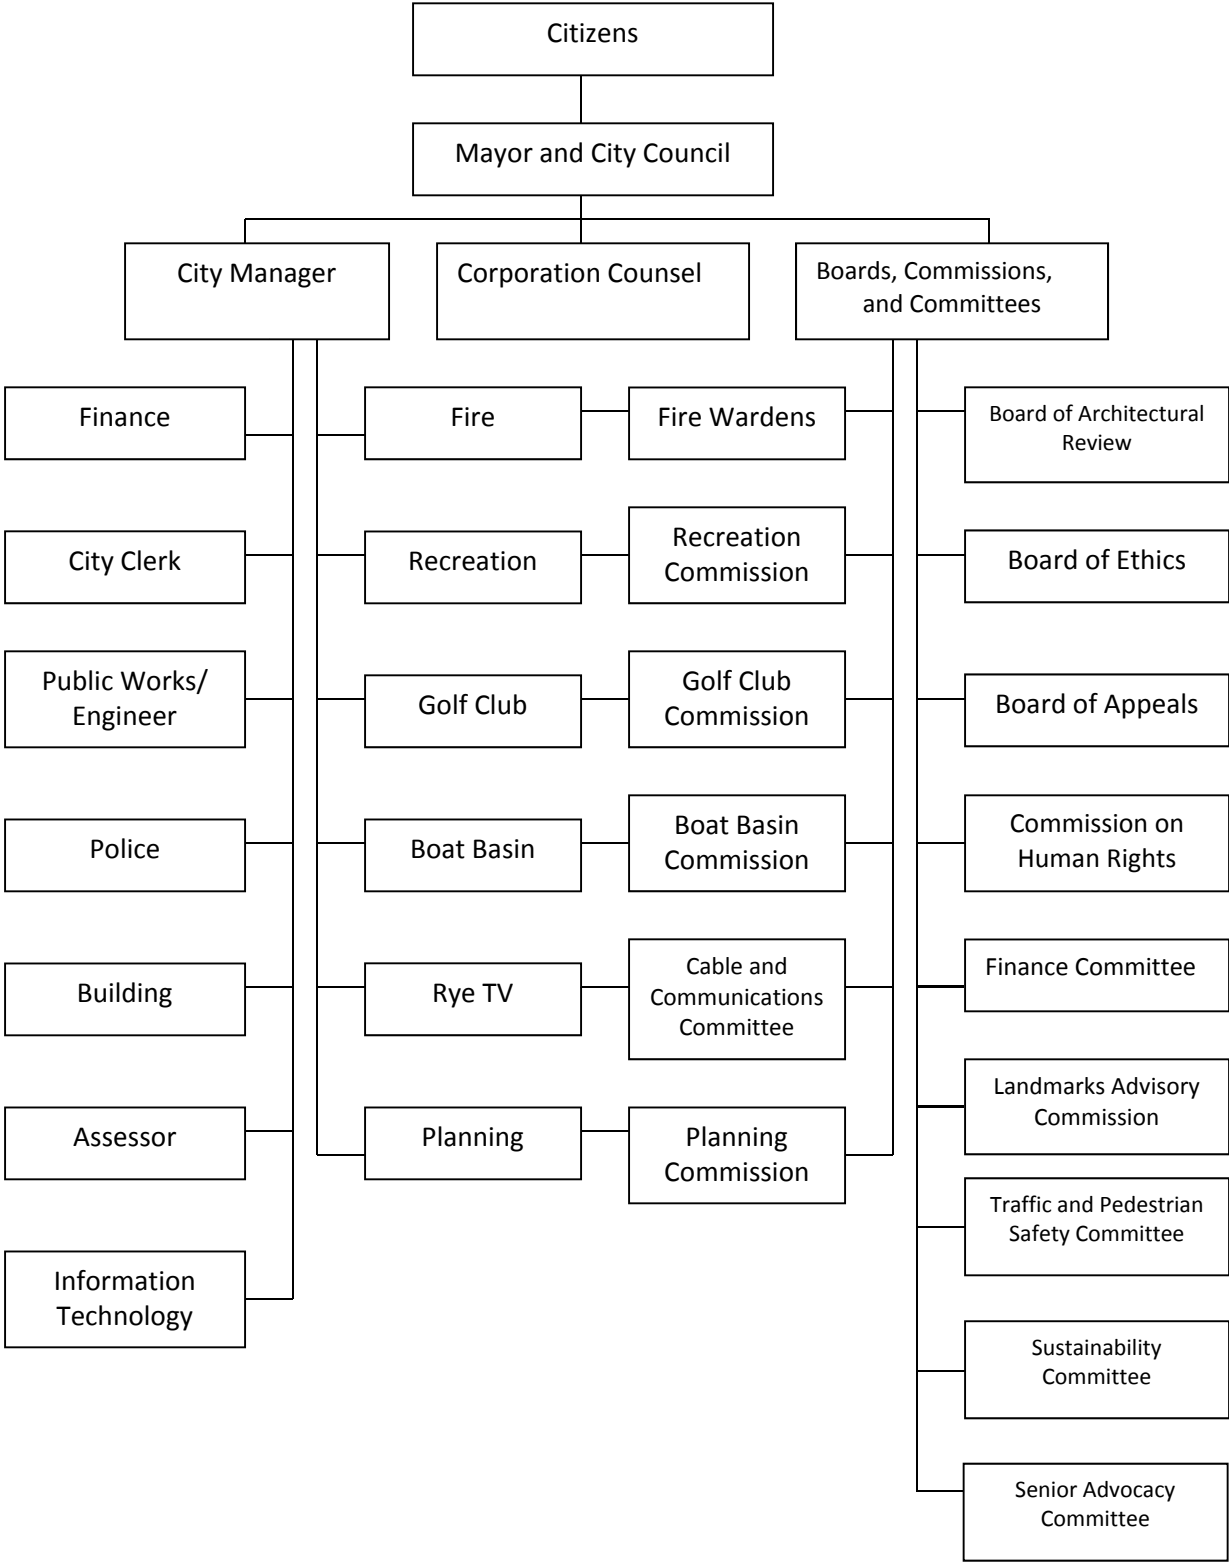 Citizens
Mayor and City Council
City Manager
Corporation Counsel
Boards, Commissions,
and Committees
Finance
Fire
Fire Wardens
Board of Architectural
Review
City Clerk
Recreation
Recreation
Commission
Board of Ethics
Public Works/
Engineer
Golf Club
Golf Club
Commission
Board of Appeals
Police
Boat Basin
Boat Basin
Commission
Commission on
Human Rights
Building
Rye TV
Cable and
Communications
Committee
Finance Committee
Assessor
Planning
Planning
Commission
Landmarks Advisory
Commission
Traffic and Pedestrian
Safety Committee
Information
Technology
Sustainability
Committee
Senior Advocacy
Committee